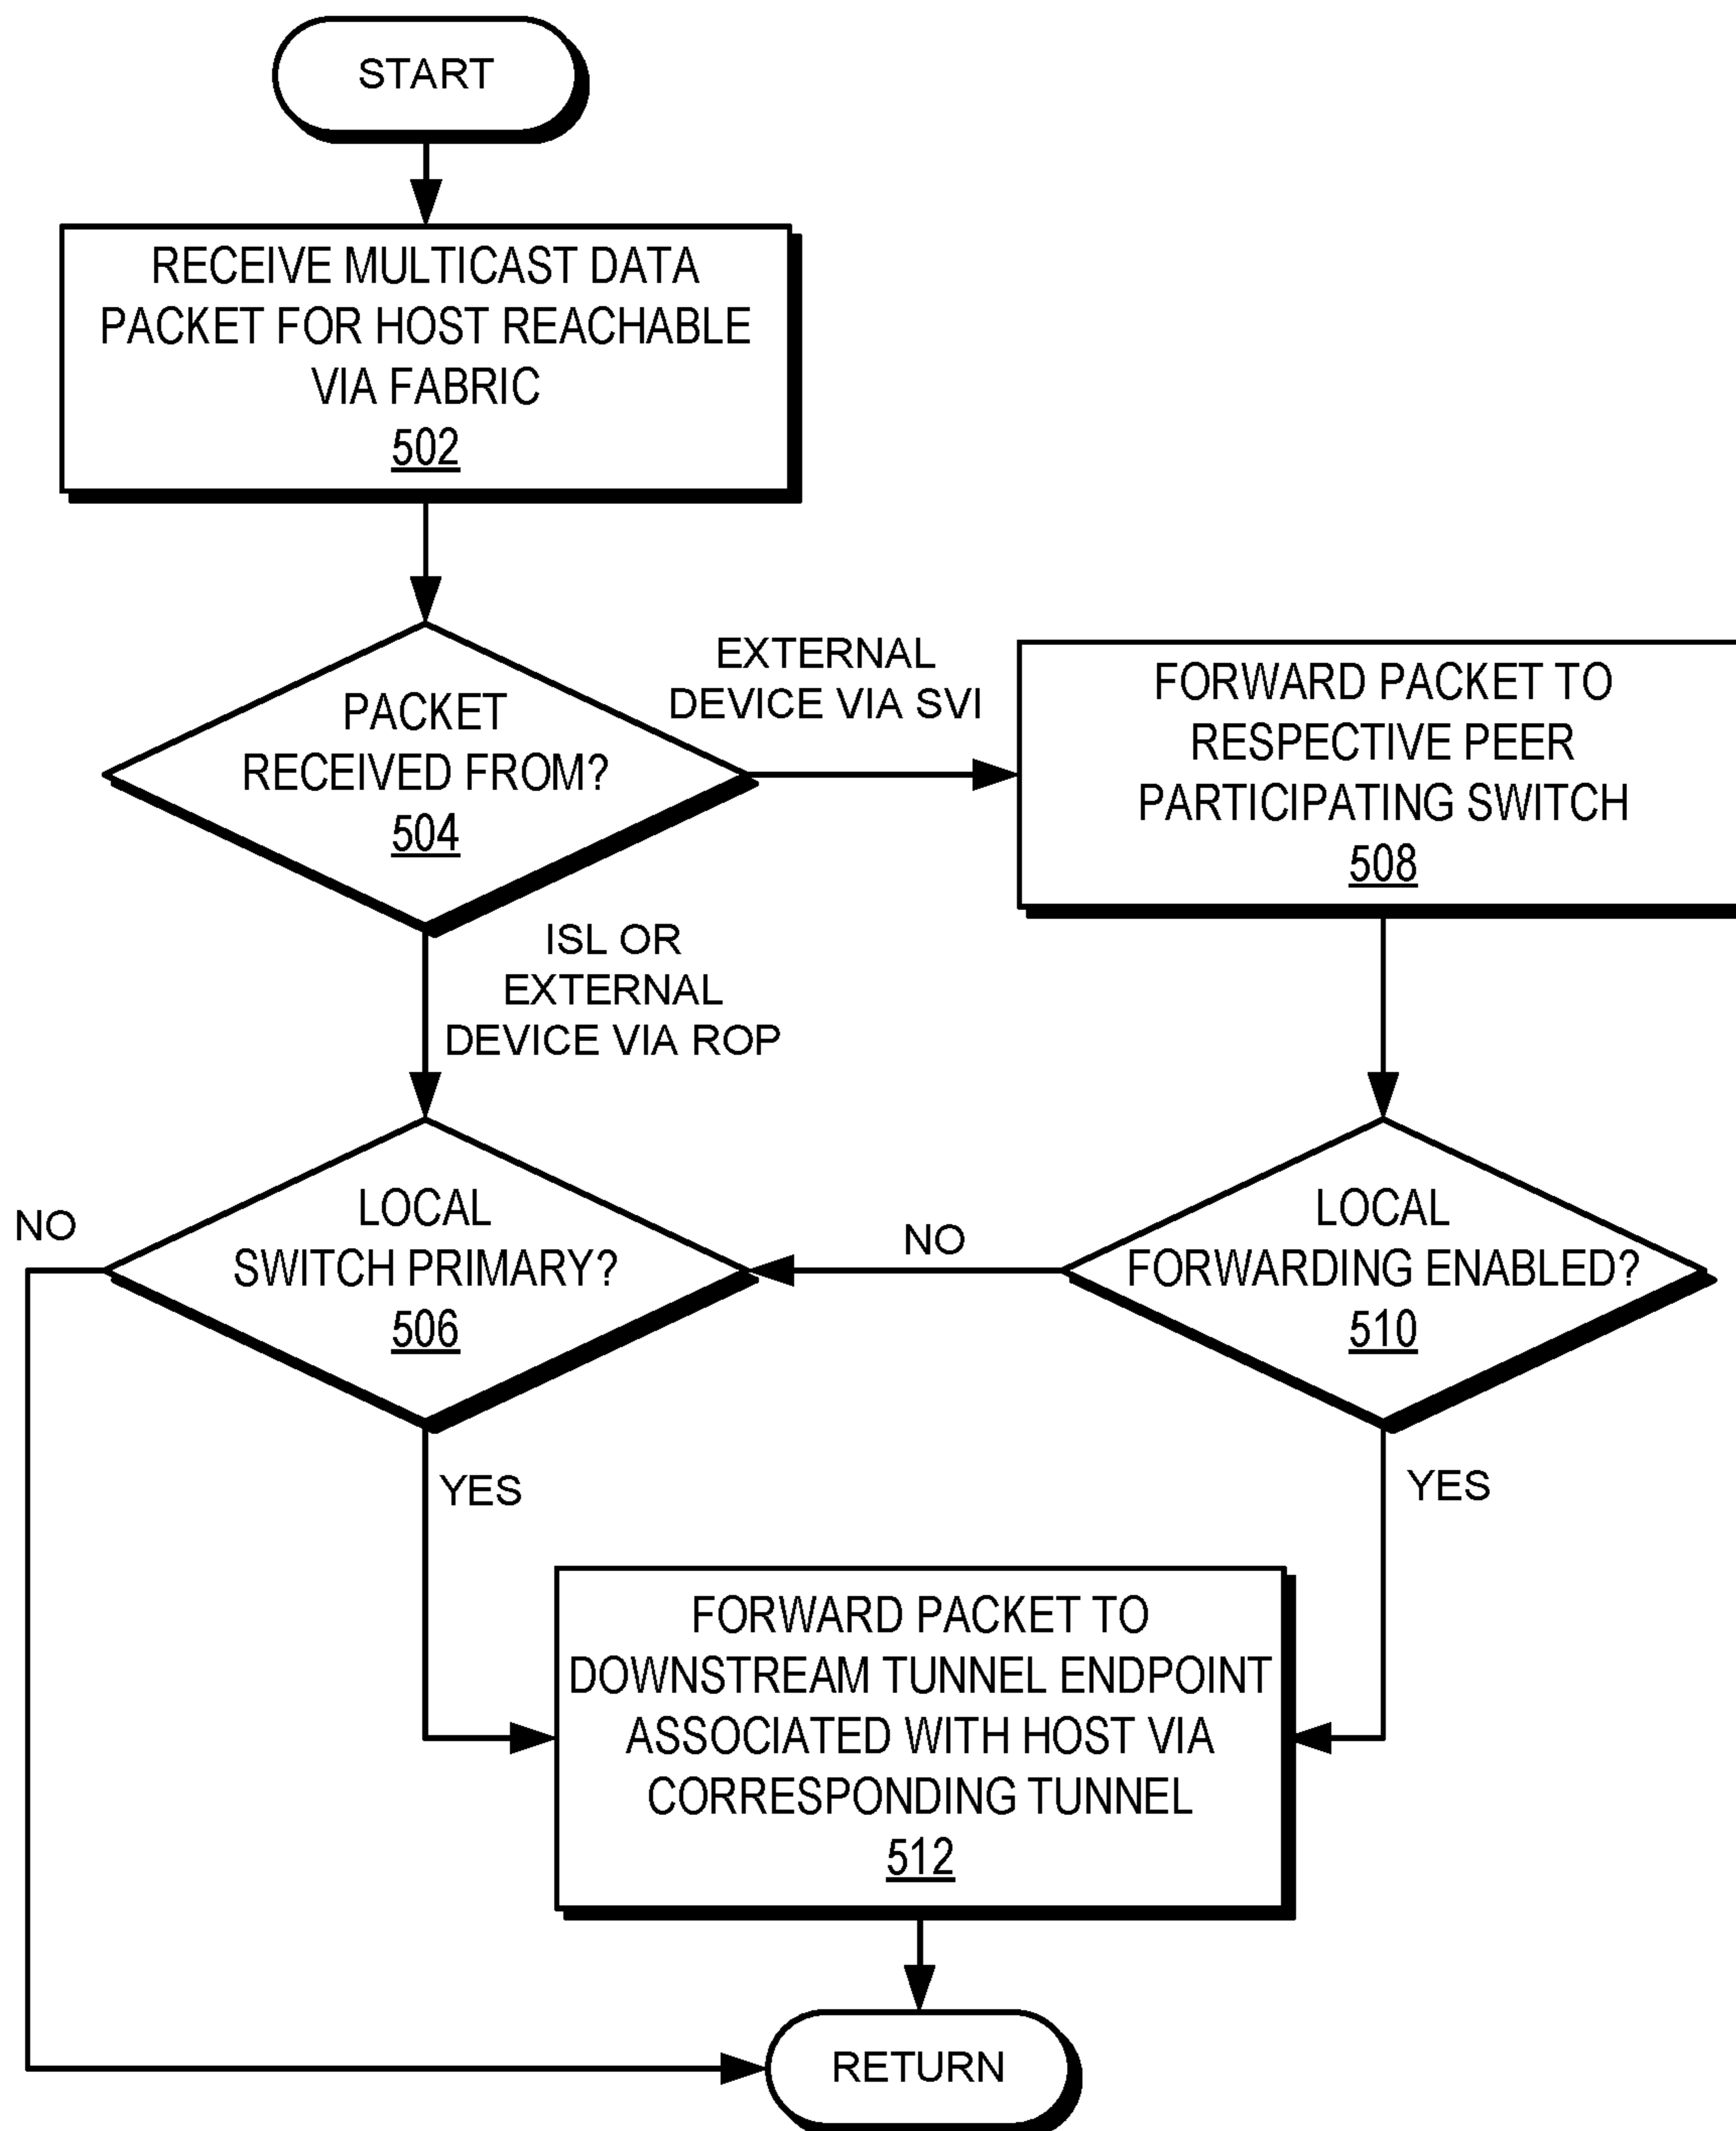 START
RECEIVE MULTICAST DATA
PACKET FOR HOST REACHABLE
VIA FABRIC
502
PACKET
RECEIVED FROM?
504
EXTERNAL
DEVICE VIA SVI
FORWARD PACKET TO
RESPECTIVE PEER
PARTICIPATING SWITCH
508
ISL OR
EXTERNAL
DEVICE VIA ROP
NO
LOCAL
SWITCH PRIMARY?
506
NO
LOCAL
FORWARDING ENABLED?
510
YES
YES
FORWARD PACKET TO
DOWNSTREAM TUNNEL ENDPOINT
ASSOCIATED WITH HOST VIA
CORRESPONDING TUNNEL
512
RETURN